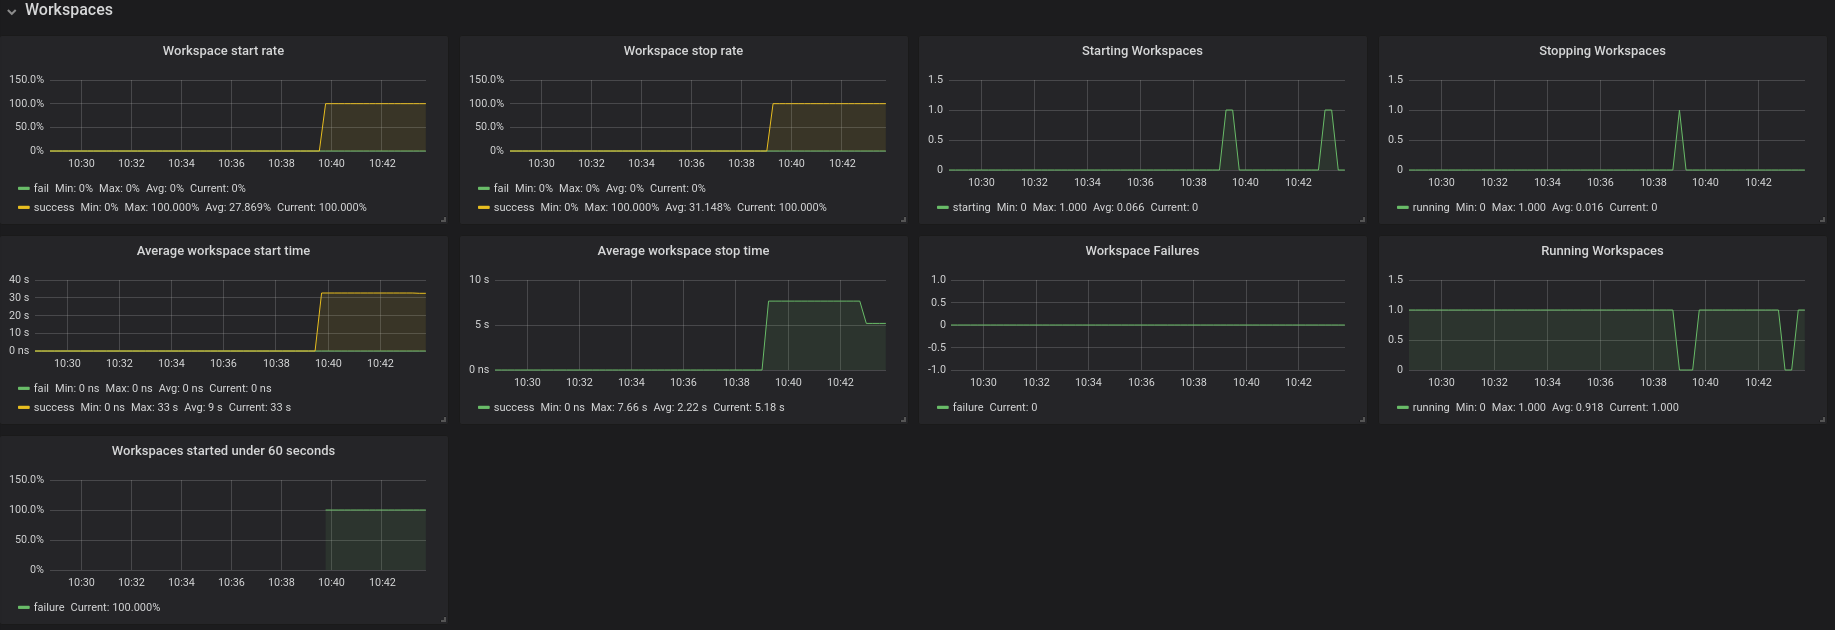 Workspaces
Workspace start rate
150.0%
100.0%
50.0%
0%
10:30 10:32 10:34 10:36 10:38 10:40 10:42
fail Min: 0% Max: 0% Avg: 0% Current: 0%
success Min: 0% Max: 100.000% Avg: 27.869% Current: 100.000%
Workspace stop rate
150.0%
100.0%
50.0%
0%
10:30 10:32 10:34 10:36 10:38 10:40 10:42
fail Min: 0% Max: 0% Avg: 0% Current: 0%
success Min: 0% Max: 100.000% Avg: 31.148% Current: 100.000%
Starting Workspaces
1.5
1.0
0.5
0
10:30 10:32 10:34 10:36 10:38 10:40 10:42
starting Min: 0 Max: 1.000 Avg: 0.066 Current: 0
Stopping Workspaces
1.5
1.0
0.5
0
10:30 10:32 10:34 10:36 10:38 10:40 10:42
running Min: 0 Max: 1.000 Avg: 0.016 Current: 0
Average workspace start time
40 s
30 s
20 s
10 s
0 ns
10:30 10:32 10:34 10:36 10:38 10:40 10:42
fail Min: 0 ns Max: 0 ns Avg: 0 ns Current: 0 ns
success Min: 0 ns Max: 33 s Avg: 9 s Current: 33 s
Average workspace stop time
10 s
5 s
0 ns
10:30 10:32 10:34 10:36 10:38 10:40 10:42
success Min: 0 ns Max: 7.66 s Avg: 2.22 s Current: 5.18 s
Workspace Failures
1.0
0.5
0
-0.5
-1.0
10:30 10:32 10:34 10:36 10:38 10:40 10:42
failure Current: 0
Running Workspaces
1.5
1.0
0.5
0
10:30 10:32 10:34 10:36 10:38 10:40 10:42
running Min: 0 Max: 1.000 Avg: 0.918 Current: 1.000
Workspaces started under 60 seconds
150.0%
100.0%
50.0%
0%
10:30 10:32 10:34 10:36 10:38 10:40 10:42
failure Current: 100.000%